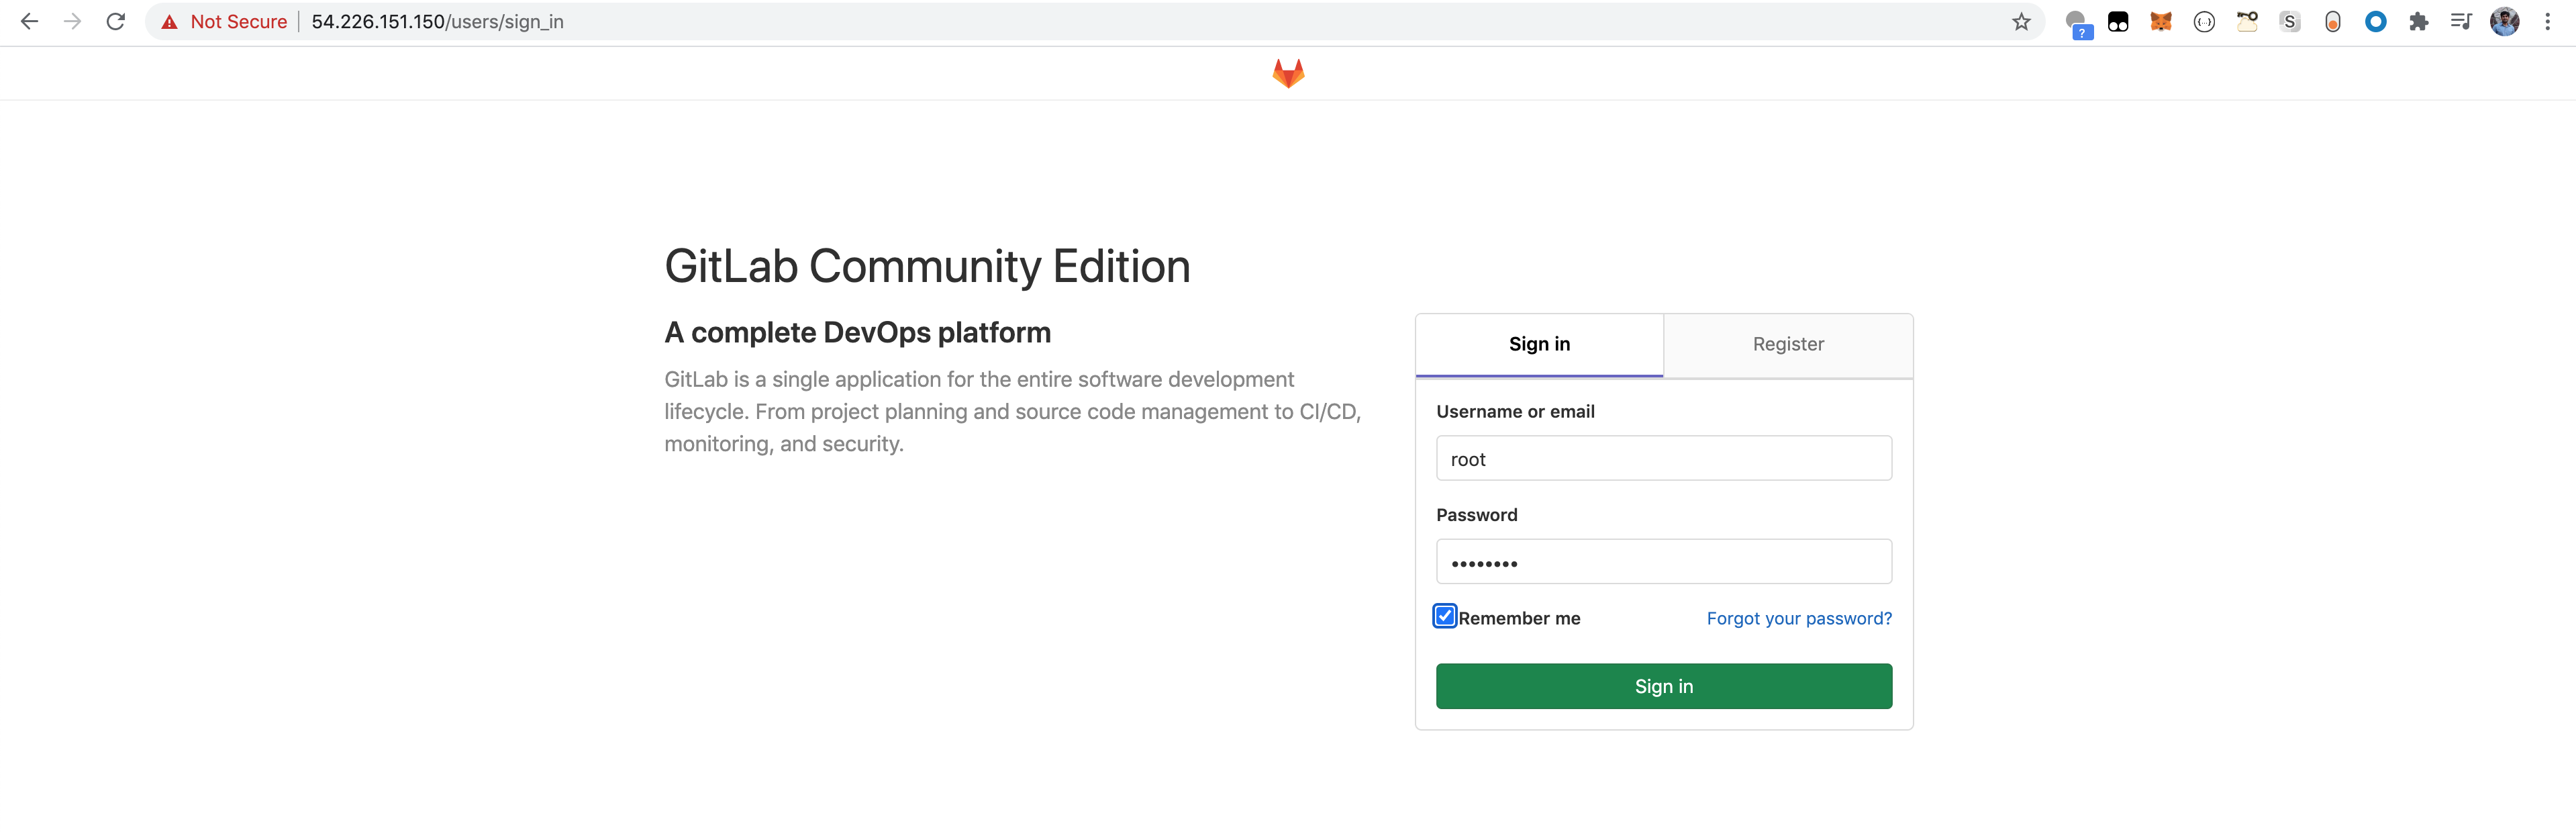 Not Secure | 54.226.151.150/users/sign_in
?
S
GitLab Community Edition
A complete DevOps platform
GitLab is a single application for the entire software development
lifecycle. From project planning and source code management to CI/CD,
monitoring, and security.
Sign in
Register
Username or email
root
Password
••••••••
Remember me
Forgot your password?
Sign in